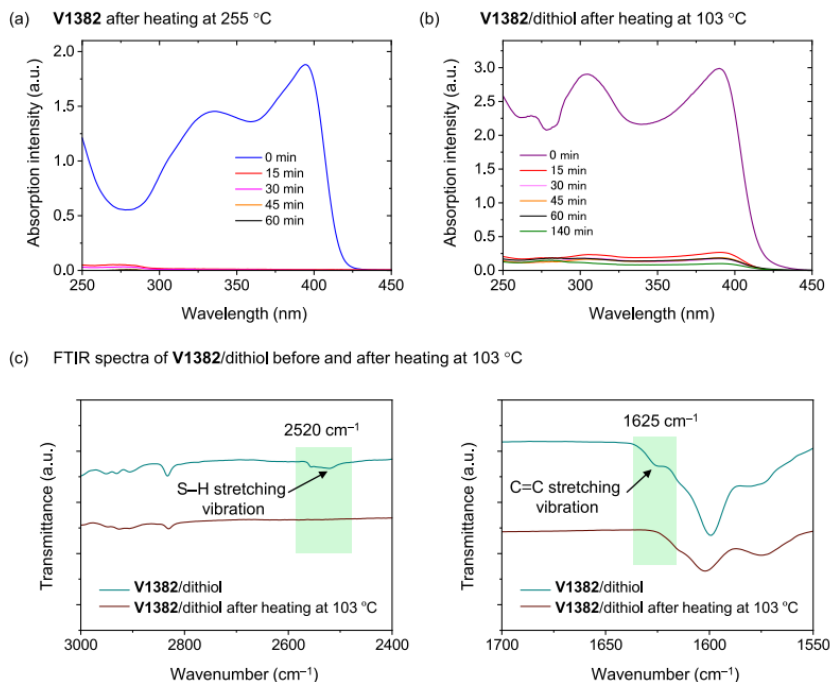 (a) V1382 after heating at 255 °C
(b) V1382/dithiol after heating at 103 °C
Absorption intensity (a.u.)
2.0
1.5
1.0
0.5
0.0
0 min
15 min
30 min
45 min
60 min
250 300 350 400 450
Wavelength (nm)
Absorption intensity (a.u.)
3.0
2.5
2.0
1.5
1.0
0.5
0.0
0 min
15 min
30 min
45 min
60 min
140 min
250 300 350 400 450
Wavelength (nm)
(c) FTIR spectra of V1382/dithiol before and after heating at 103 °C
Transmittance (a.u.)
2520 cm⁻¹
S–H stretching
vibration
V1382/dithiol
V1382/dithiol after heating at 103 °C
3000 2800 2600 2400
Wavenumber (cm⁻¹)
Transmittance (a.u.)
1625 cm⁻¹
C=C stretching
vibration
V1382/dithiol
V1382/dithiol after heating at 103 °C
1700 1650 1600 1550
Wavenumber (cm⁻¹)